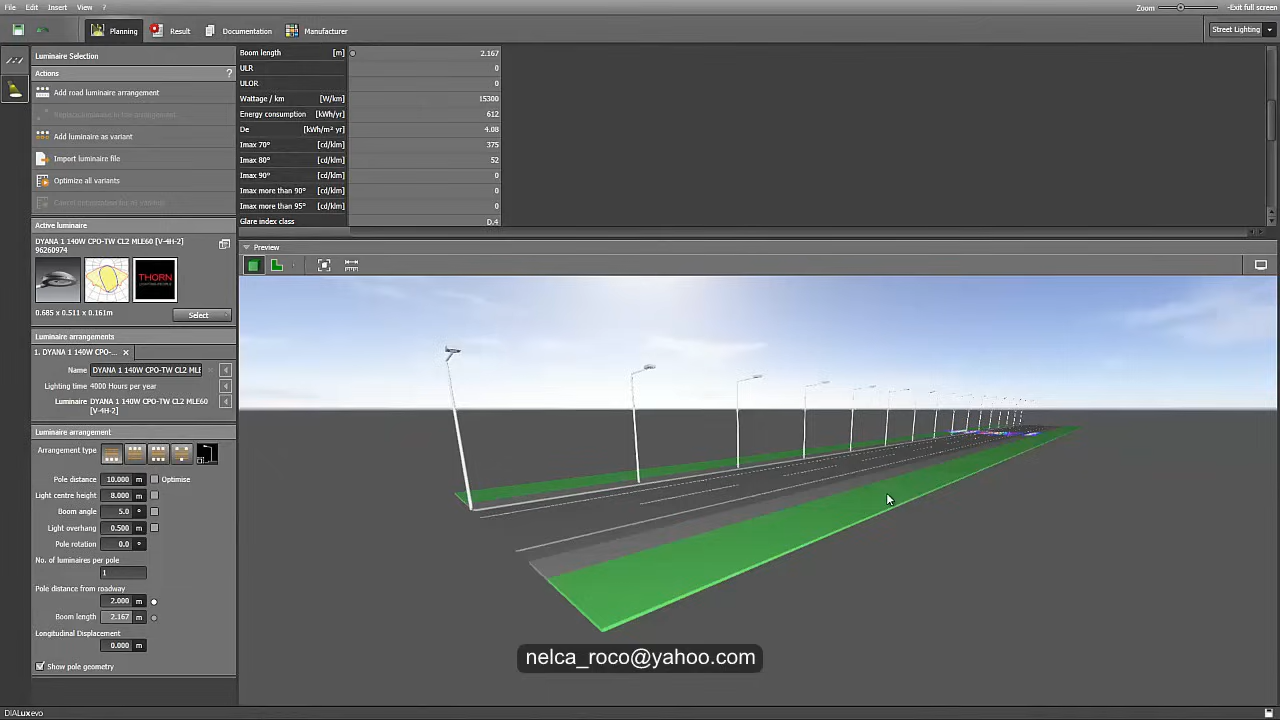 File Edit Insert View ? Zoom -Exit full screen
Planning Result Documentation Manufacturer Street Lighting
Luminaire Selection
Actions ?
Add road luminaire arrangement
Replace luminaire in this arrangement
Add luminaire as variant
Import luminaire file
Optimize all variants
Active luminaire
DYANA 1 140W CPO-TW CL2 MLE60 [V-4H-2]
96260974
THORN
LIGHTING PEOPLE
0.685 x 0.511 x 0.161m
Select
Luminaire arrangements
1. DYANA 1 140W CPO-...
Name DYANA 1 140W CPO-TW CL2 MLE
Lighting time 4000 Hours per year
Luminaire DYANA 1 140W CPO-TW CL2 MLE60
[V-4H-2]
Luminaire arrangement
Arrangement type
Pole distance 10.000 m Optimise
Light centre height 8.000 m
Boom angle 5.0 °
Light overhang 0.500 m
Pole rotation 0.0 °
No. of luminaires per pole
1
Pole distance from roadway
2.000 m
Boom length 2.167 m
Longitudinal Displacement
0.000 m
Show pole geometry
Boom length [m] 2.167
ULR 0
ULOR 0
Wattage / km [W/km] 15300
Energy consumption [kWh/yr] 612
De [kWh/m² yr] 4.08
Imax 70° [cd/klm] 375
Imax 80° [cd/klm] 52
Imax 90° [cd/klm] 0
Imax more than 90° [cd/klm] 0
Imax more than 95° [cd/klm] 0
Glare index class D.4
Preview
nelca_roco@yahoo.com
DIALuxevo